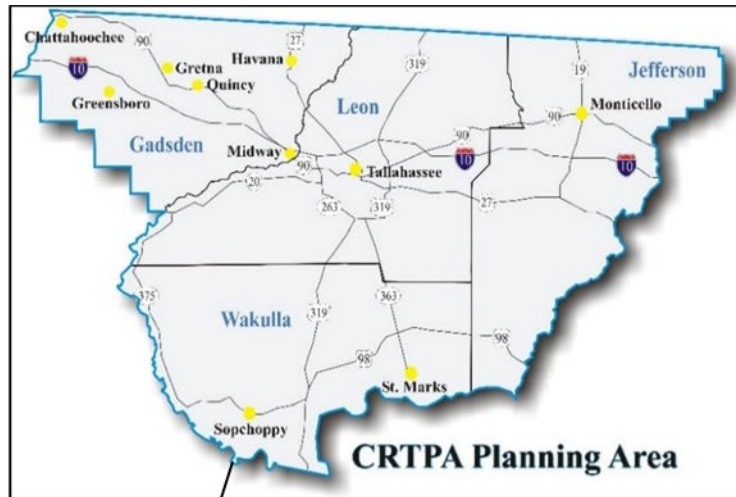 Chattahoochee
90
27
Havana
319
10
Gretna
Quincy
Greensboro
Gadsden
Leon
19
Jefferson
Monticello
90
90
Midway
90
Tallahassee
10
10
20
263
319
27
375
Wakulla
319
363
98
98
St. Marks
Sopchoppy
CRTPA Planning Area